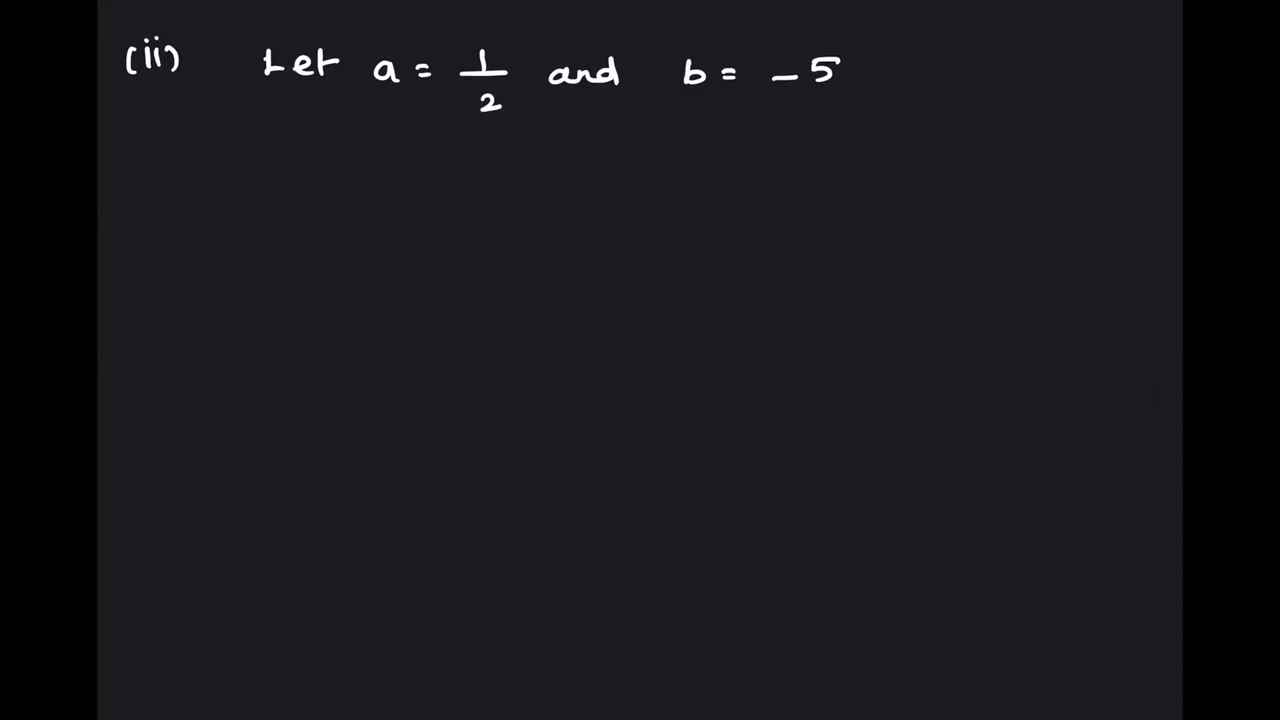 (ii) Let a = 1/2 and b = -5